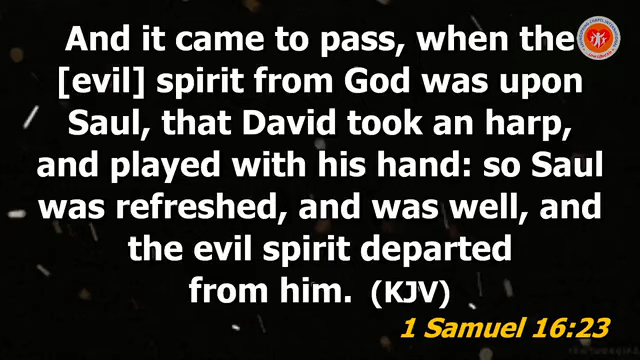 And it came to pass, when the
[evil] spirit from God was upon
Saul, that David took an harp,
and played with his hand: so Saul
was refreshed, and was well, and
the evil spirit departed
from him. (KJV)
1 Samuel 16:23